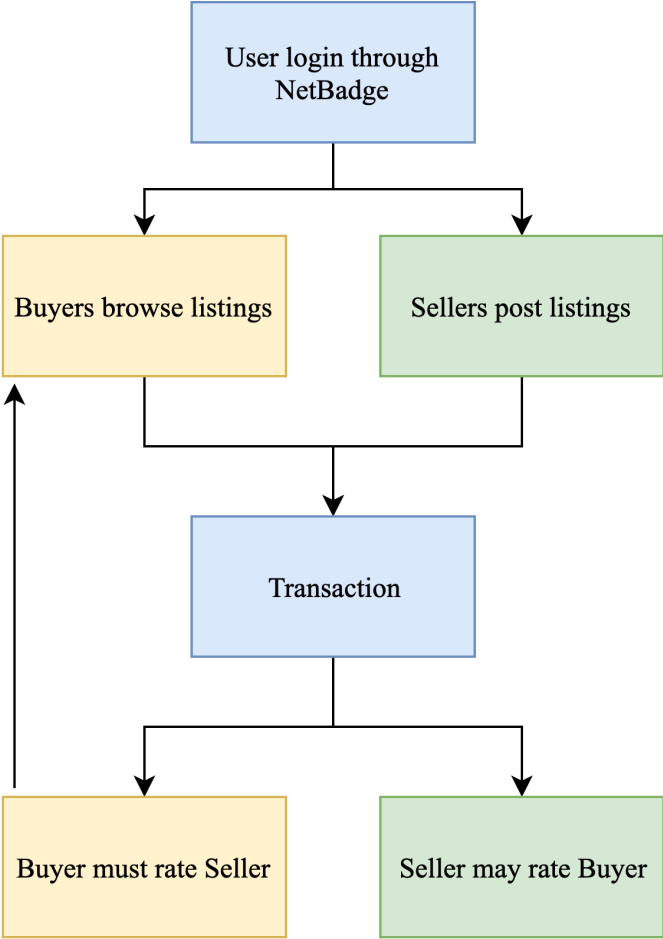 User login through
NetBadge
Buyers browse listings
Sellers post listings
Transaction
Buyer must rate Seller
Seller may rate Buyer